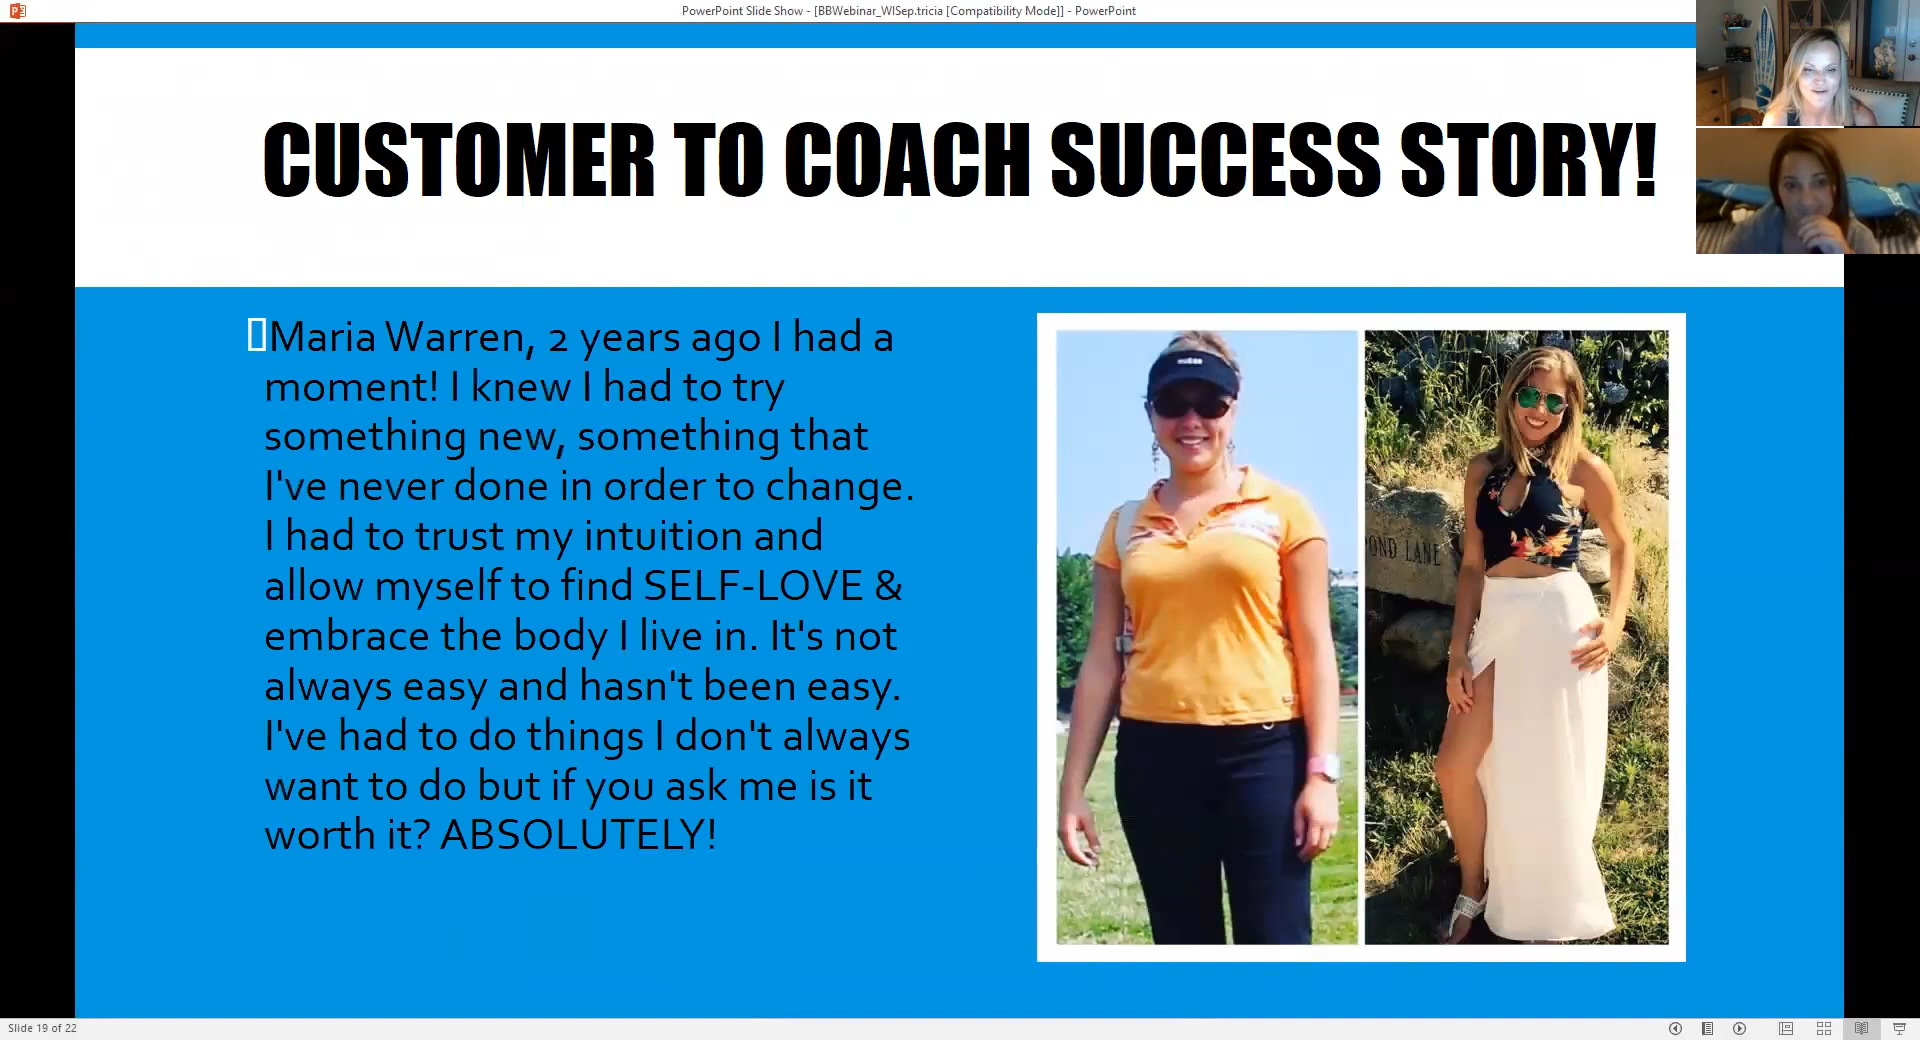 PowerPoint Slide Show - [BBWebinar_WISep.tricia [Compatibility Mode]] - PowerPoint
CUSTOMER TO COACH SUCCESS STORY!
Maria Warren, 2 years ago I had a
moment! I knew I had to try
something new, something that
I've never done in order to change.
I had to trust my intuition and
allow myself to find SELF-LOVE &
embrace the body I live in. It's not
always easy and hasn't been easy.
I've had to do things I don't always
want to do but if you ask me is it
worth it? ABSOLUTELY!
OND LANE
Slide 19 of 22